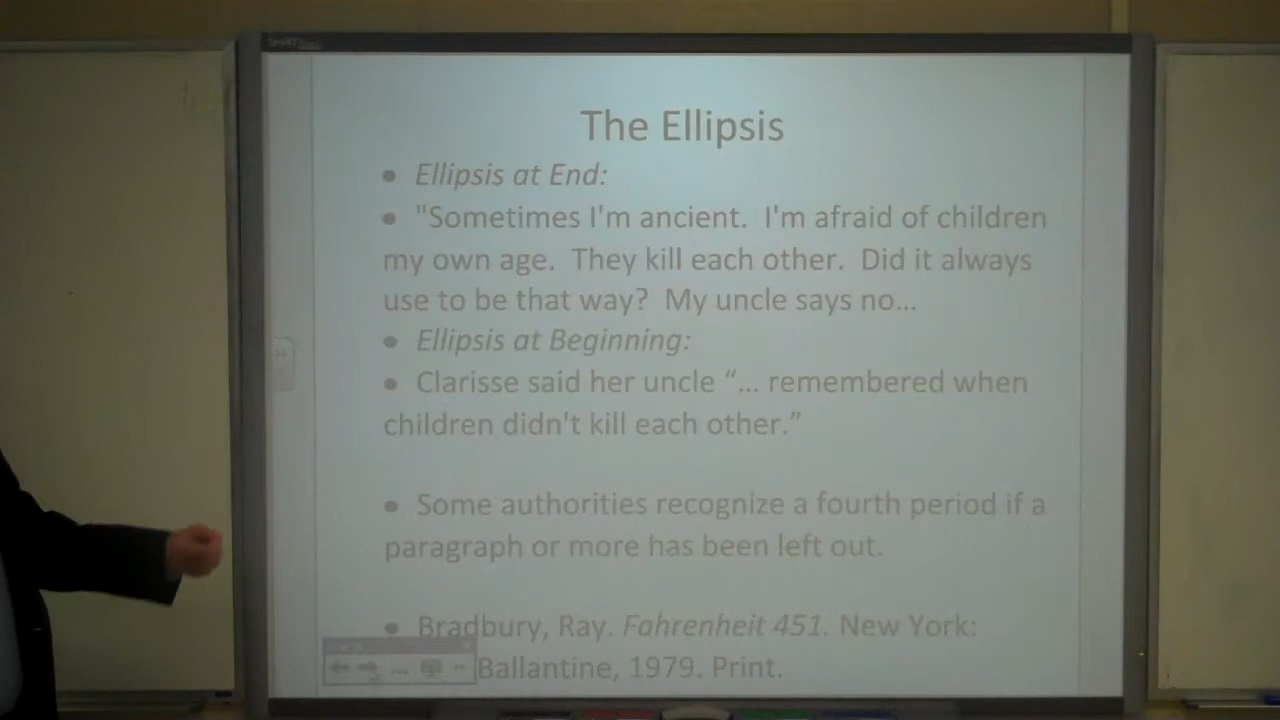 SMART
The Ellipsis
• Ellipsis at End:
• "Sometimes I'm ancient.  I'm afraid of children
my own age.  They kill each other.  Did it always
use to be that way?  My uncle says no…
• Ellipsis at Beginning:
• Clarisse said her uncle “… remembered when
children didn't kill each other.”
• Some authorities recognize a fourth period if a
paragraph or more has been left out.
• Bradbury, Ray. Fahrenheit 451. New York:
Ballantine, 1979. Print.